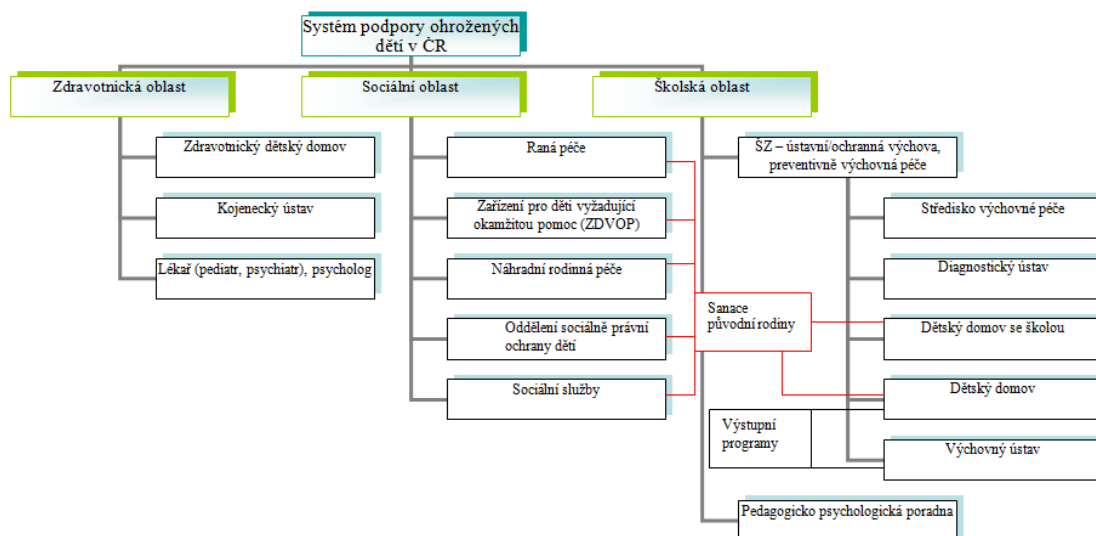 Systém podpory ohrožených
dětí v ČR
Zdravotnická oblast
Sociální oblast
Školská oblast
Zdravotnický dětský domov
Kojenecký ústav
Lékař (pediatr, psychiatr), psycholog
Raná péče
Zařízení pro děti vyžadující
okamžitou pomoc (ZDVOP)
Náhradní rodinná péče
Oddělení sociálně právní
ochrany dětí
Sociální služby
Sanace
původní rodiny
ŠZ – ústavní/ochranná výchova,
preventivně výchovná péče
Středisko výchovné péče
Diagnostický ústav
Dětský domov se školou
Dětský domov
Výchovný ústav
Výstupní
programy
Pedagogicko psychologická poradna